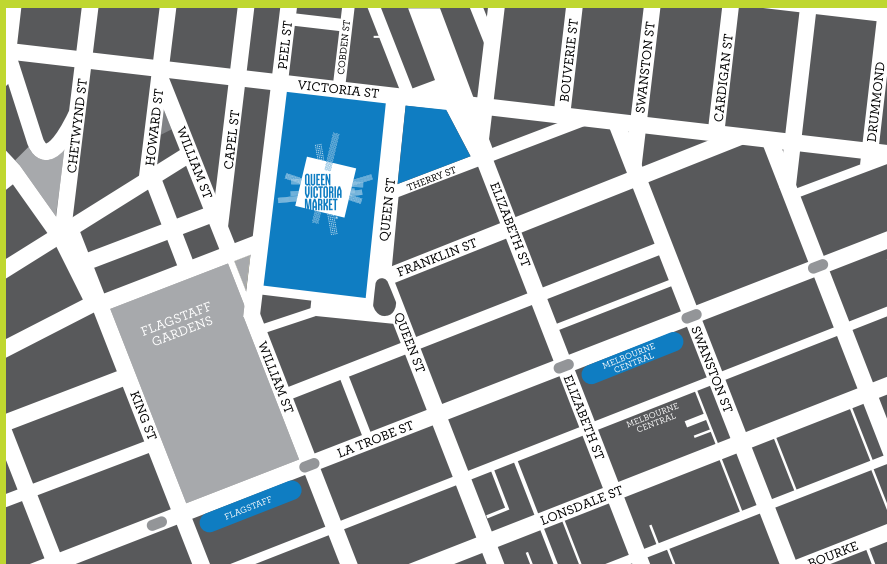 PEEL ST
COBDEN ST
BOUVERIE ST
SWANSTON ST
CARDIGAN ST
DRUMMOND
VICTORIA ST
CHETWYND ST
HOWARD ST
WILLIAM ST
CAPEL ST
QUEEN
VICTORIA
MARKET
QUEEN ST
THERRY ST
ELIZABETH ST
FRANKLIN ST
FLAGSTAFF
GARDENS
WILLIAM ST
QUEEN ST
MELBOURNE
CENTRAL
SWANSTON ST
KING ST
LA TROBE ST
ELIZABETH ST
MELBOURNE
CENTRAL
FLAGSTAFF
LONSDALE ST
BOURKE